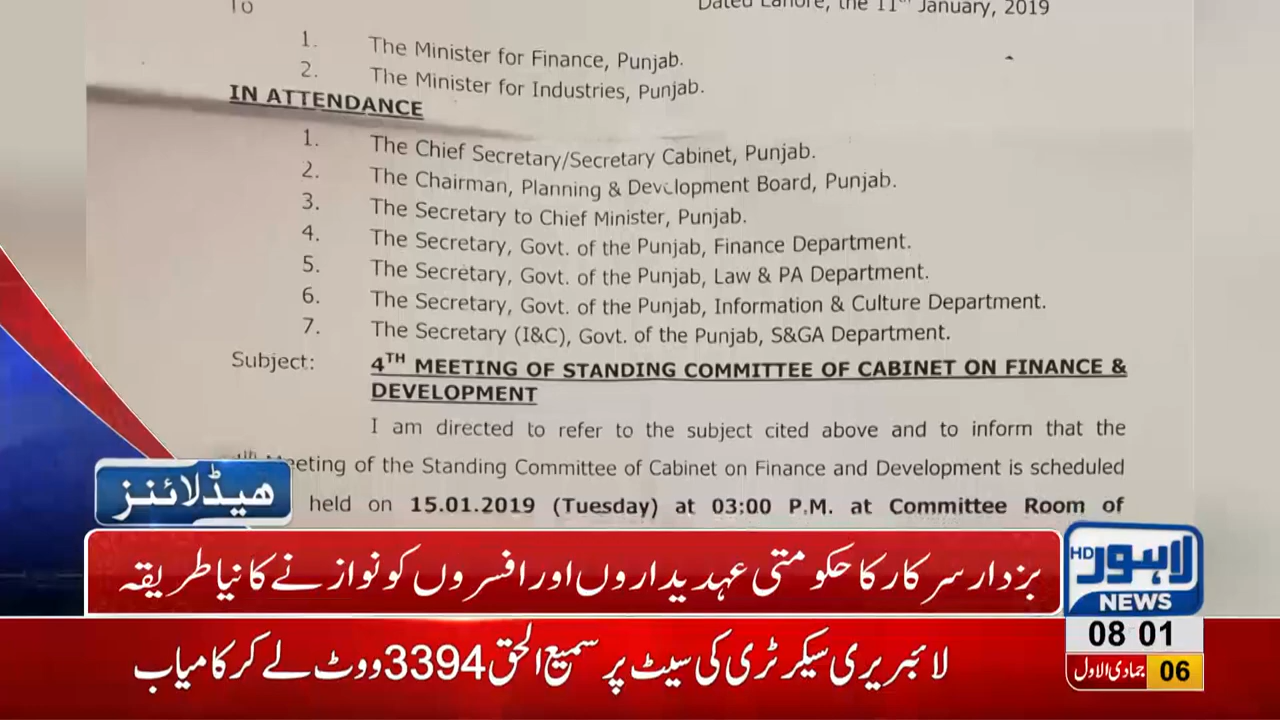 To
Dated Lahore, the 11th January, 2019
1. The Minister for Finance, Punjab.
2. The Minister for Industries, Punjab.
IN ATTENDANCE
1. The Chief Secretary/Secretary Cabinet, Punjab.
2. The Chairman, Planning & Development Board, Punjab.
3. The Secretary to Chief Minister, Punjab.
4. The Secretary, Govt. of the Punjab, Finance Department.
5. The Secretary, Govt. of the Punjab, Law & PA Department.
6. The Secretary, Govt. of the Punjab, Information & Culture Department.
7. The Secretary (I&C), Govt. of the Punjab, S&GA Department.
Subject: 4TH MEETING OF STANDING COMMITTEE OF CABINET ON FINANCE &
DEVELOPMENT
I am directed to refer to the subject cited above and to inform that the
Meeting of the Standing Committee of Cabinet on Finance and Development is scheduled
held on 15.01.2019 (Tuesday) at 03:00 P.M. at Committee Room of
ہیڈلائنز
بزدار سرکار کا حکومتی عہدیداروں اور افسروں کو نوازنے کا نیا طریقہ
لاہور HD
NEWS
08 01
لائبریری سیکرٹری کی سیٹ پر سمیع الحق 3394 ووٹ لے کر کامیاب
06 جمادی الاول